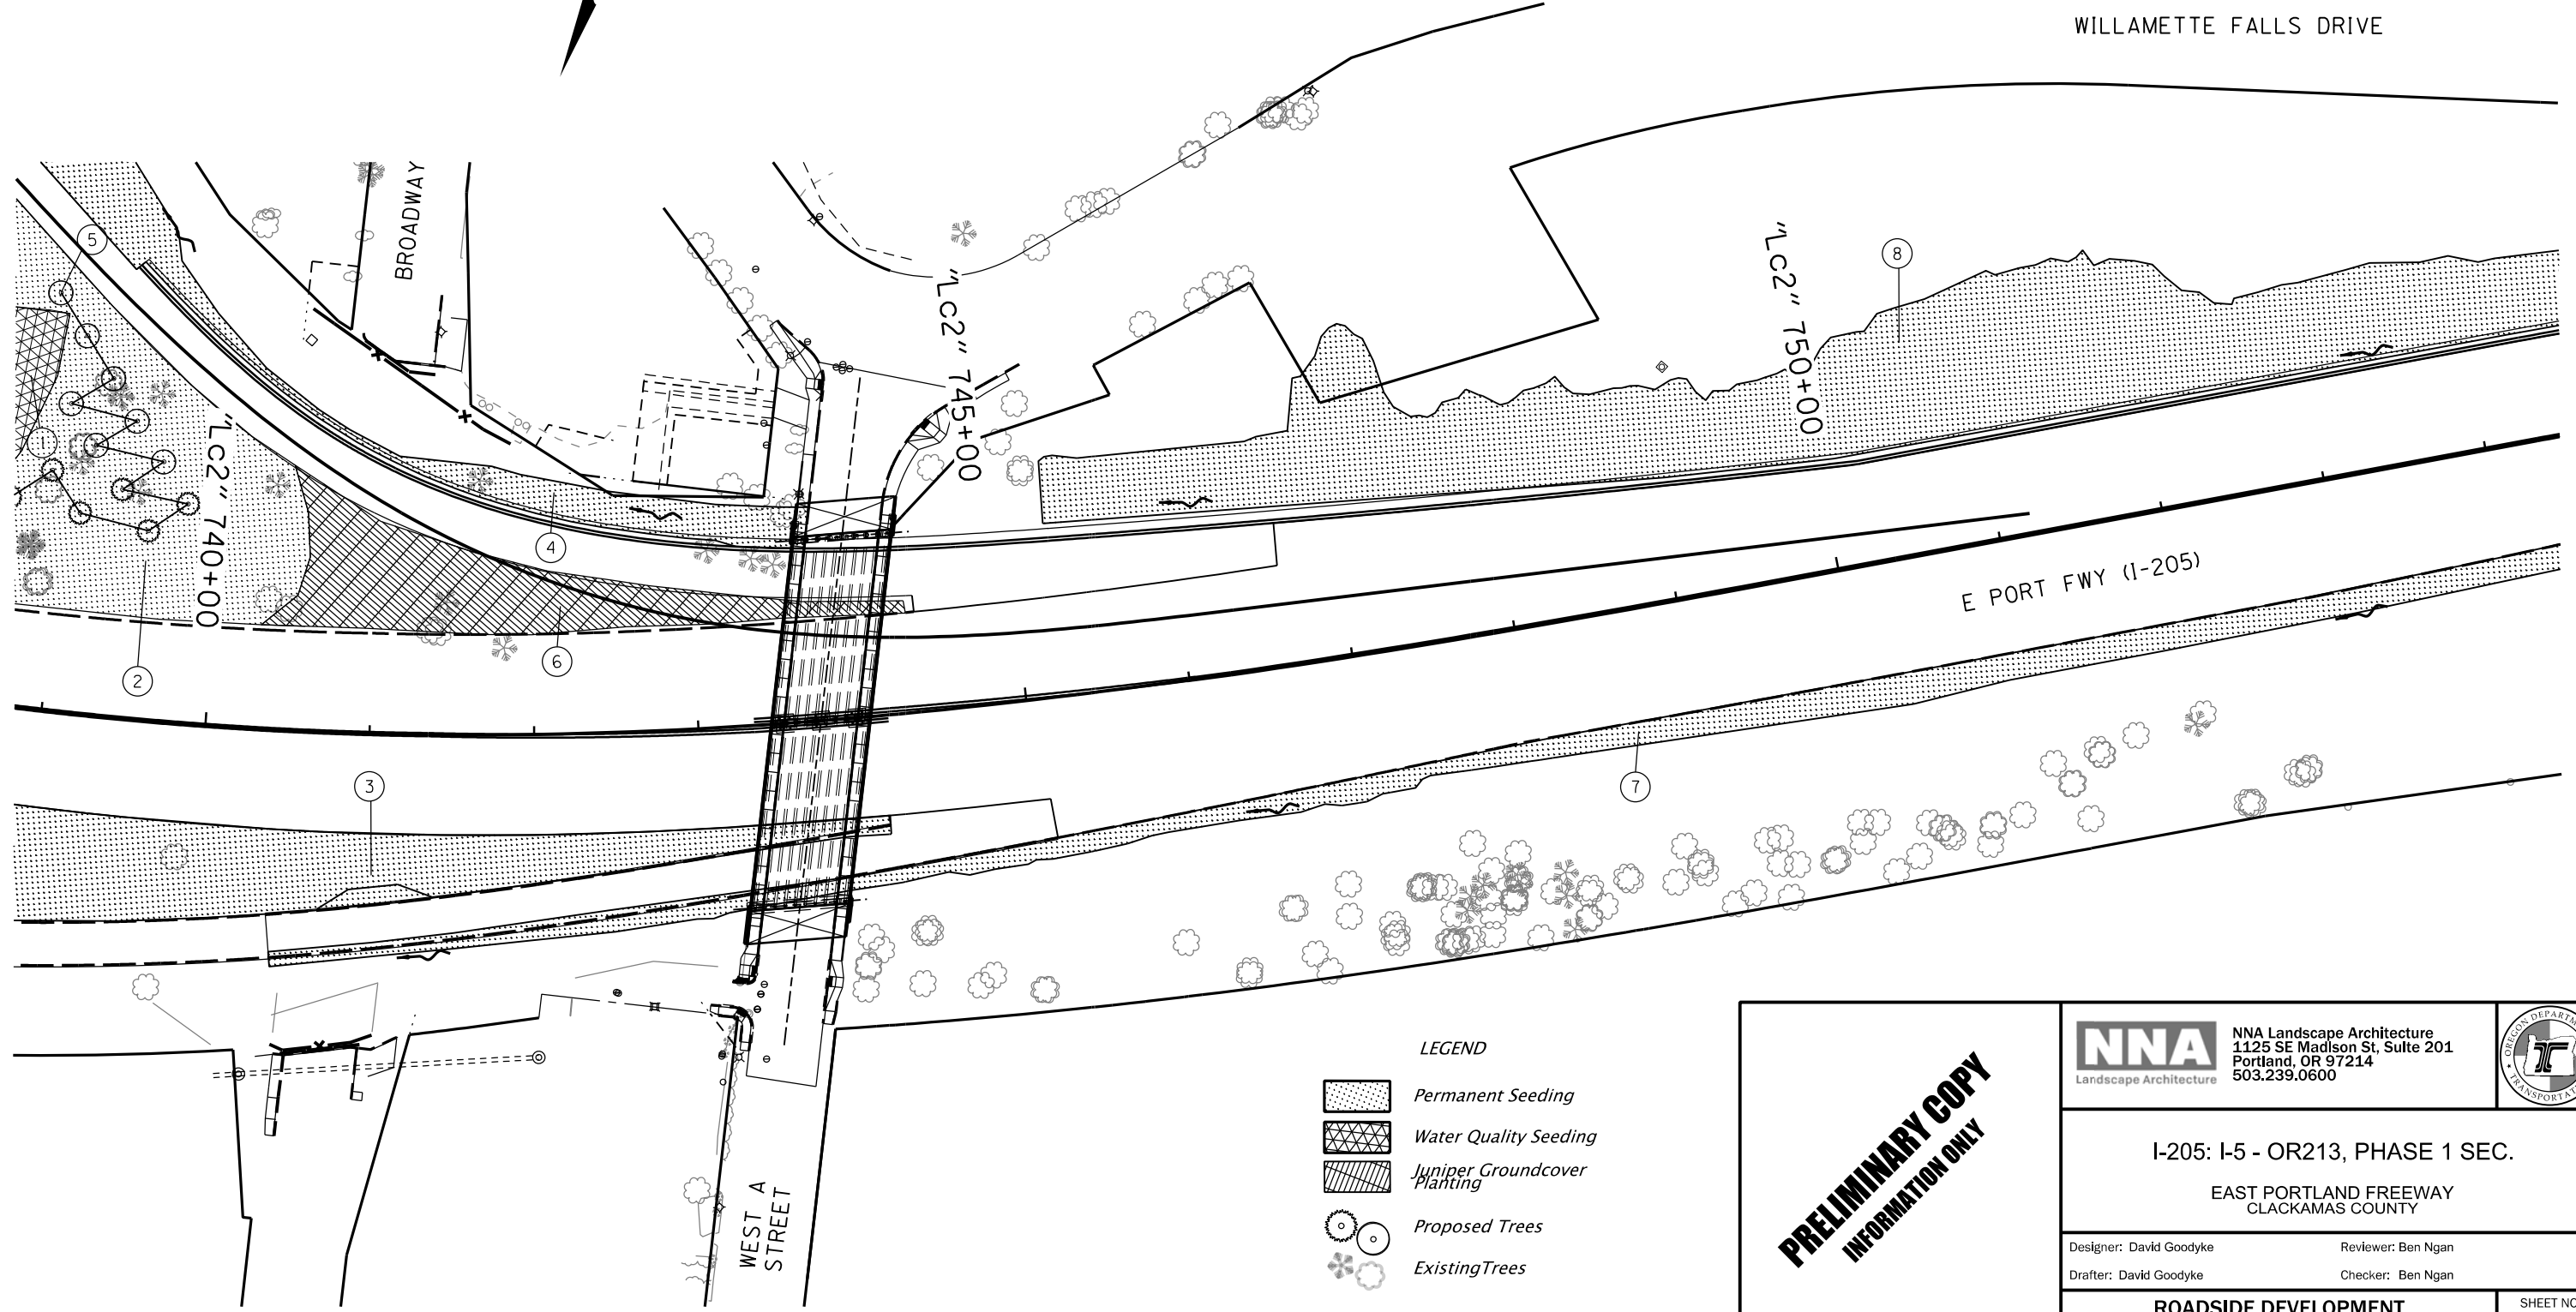 WILLAMETTE FALLS DRIVE
BROADWAY
5
"Lc2" 745+00
"Lc2" 750+00
8
1
"Lc2" 740+00
4
E PORT FWY (I-205)
6
2
3
7
WEST A
STREET
LEGEND
Permanent Seeding
Water Quality Seeding
Juniper Groundcover
Planting
Proposed Trees
ExistingTrees
PRELIMINARY COPY
INFORMATION ONLY
NNA
Landscape Architecture
NNA Landscape Architecture
1125 SE Madison St, Suite 201
Portland, OR 97214
503.239.0600
OREGON DEPARTM
TRANSPORTAT
I-205: I-5 - OR213, PHASE 1 SEC.
EAST PORTLAND FREEWAY
CLACKAMAS COUNTY
Designer: David Goodyke
Reviewer: Ben Ngan
Drafter: David Goodyke
Checker: Ben Ngan
ROADSIDE DEVELOPMENT
SHEET NO